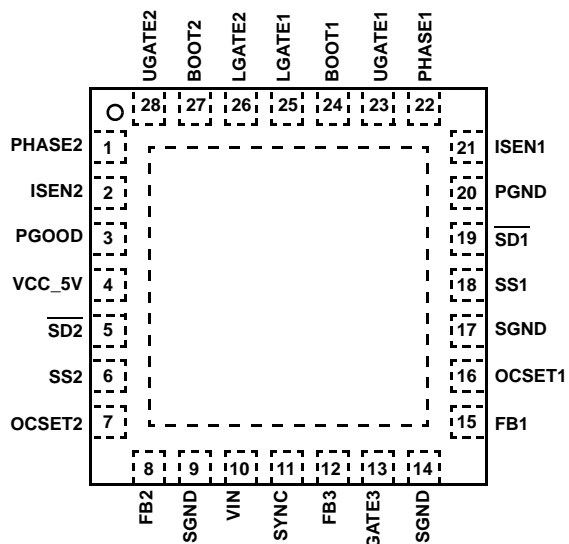 UGATE2
BOOT2
LGATE2
LGATE1
BOOT1
UGATE1
PHASE1
28 27 26 25 24 23 22
PHASE2 1
ISEN2 2
PGOOD 3
VCC_5V 4
SD2 5
SS2 6
OCSET2 7
21 ISEN1
20 PGND
19 SD1
18 SS1
17 SGND
16 OCSET1
15 FB1
8 9 10 11 12 13 14
FB2
SGND
VIN
SYNC
FB3
GATE3
SGND